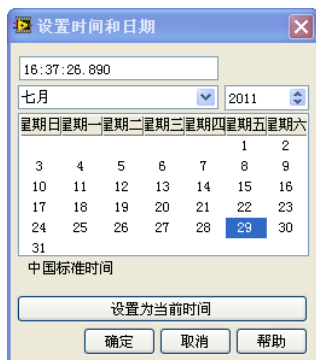 设置时间和日期
16:37:26.890
七月 2011
星期日 星期一 星期二 星期三 星期四 星期五 星期六
1 2
3 4 5 6 7 8 9
10 11 12 13 14 15 16
17 18 19 20 21 22 23
24 25 26 27 28 29 30
31
中国标准时间
设置为当前时间
确定 取消 帮助